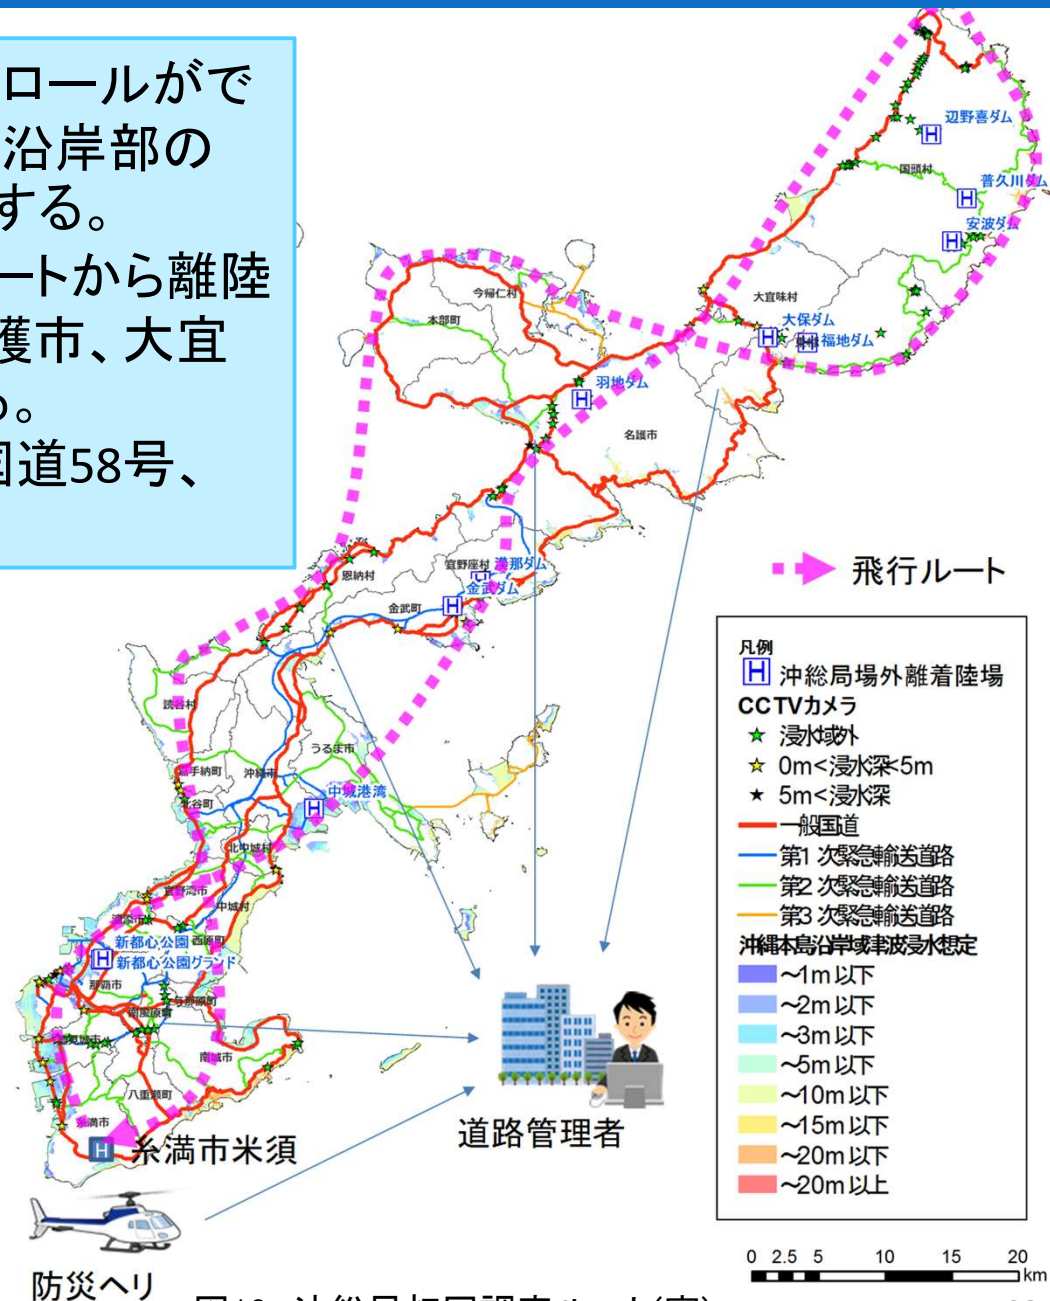 ロールがで
沿岸部の
する。
ートから離陸
護市、大宜
る。
国道58号、
辺野喜ダム
国頭村
普久川ダム
安波ダム
大宜味村
大保ダム
福地ダム
今帰仁村
本部町
羽地ダム
名護市
宜野座村
漢那ダム
金武ダム
恩納村
金武町
読谷村
うるま市
嘉手納町
沖縄市
北谷町
中城港湾
北中城村
宜野湾市
中城村
浦添市
新都心公園
西原町
新都心公園グランド
那覇市
与那原町
南風原町
豊見城市
南城市
八重瀬町
糸満市
糸満市米須
防災ヘリ
道路管理者
飛行ルート
凡例
H 沖総局場外離着陸場
CCTVカメラ
浸水域外
0m<浸水深<5m
5m<浸水深
一般国道
第1次緊急輸送道路
第2次緊急輸送道路
第3次緊急輸送道路
沖縄本島沿岸域津波浸水想定
～1m以下
～2m以下
～3m以下
～5m以下
～10m以下
～15m以下
～20m以下
～20m以上
0 2.5 5 10 15 20
km